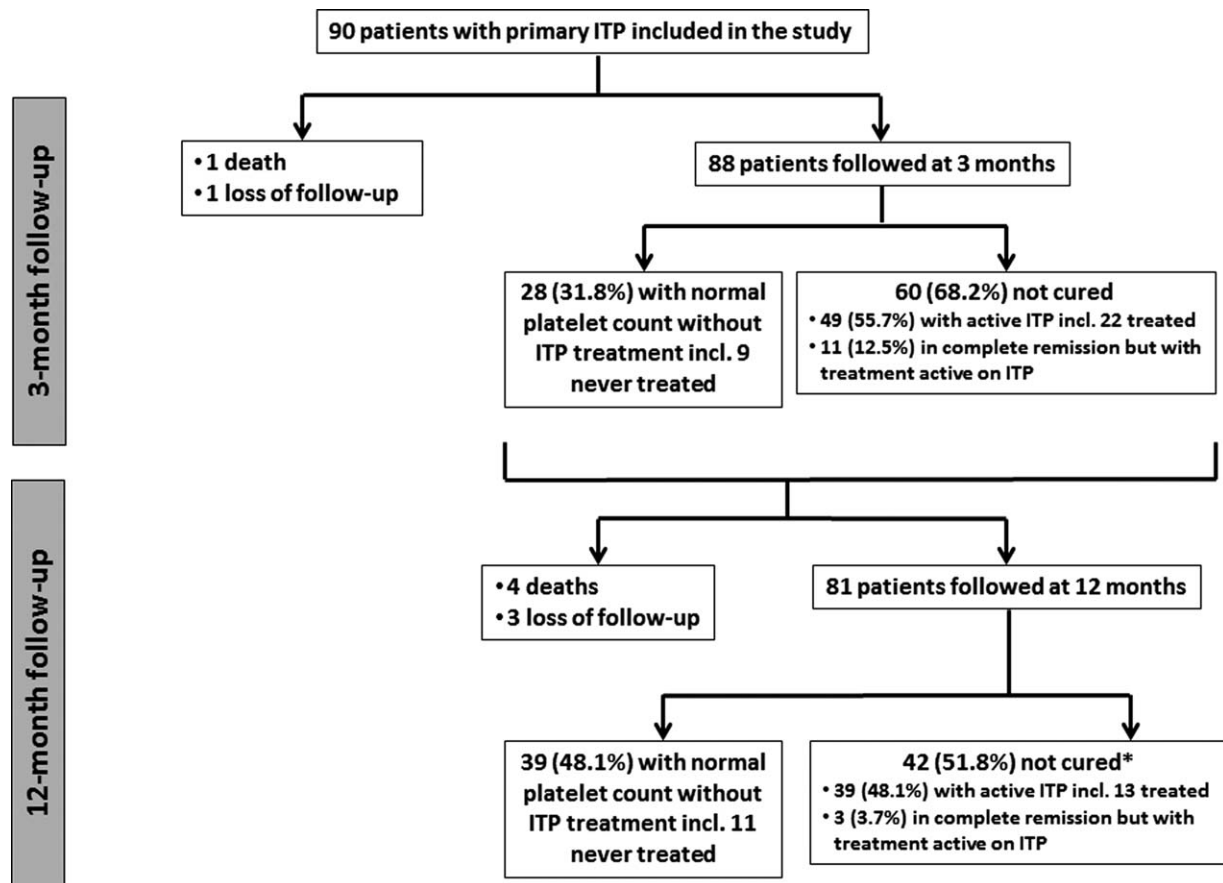 90 patients with primary ITP included in the study
3-month follow-up
• 1 death
• 1 loss of follow-up
88 patients followed at 3 months
28 (31.8%) with normal
platelet count without
ITP treatment incl. 9
never treated
60 (68.2%) not cured
• 49 (55.7%) with active ITP incl. 22 treated
• 11 (12.5%) in complete remission but with
treatment active on ITP
12-month follow-up
• 4 deaths
• 3 loss of follow-up
81 patients followed at 12 months
39 (48.1%) with normal
platelet count without
ITP treatment incl. 11
never treated
42 (51.8%) not cured*
• 39 (48.1%) with active ITP incl. 13 treated
• 3 (3.7%) in complete remission but with
treatment active on ITP